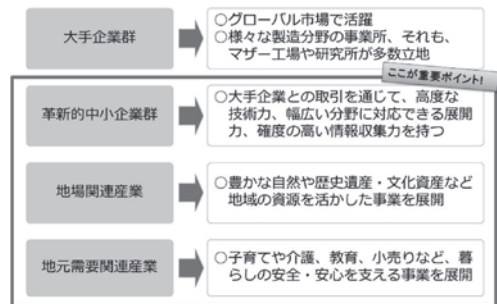 大手企業群
○グローバル市場で活躍
○様々な製造分野の事業所、それも、
マザー工場や研究所が多数立地
ここが重要ポイント!
革新的中小企業群
○大手企業との取引を通じて、高度な
技術力、幅広い分野に対応できる展開
力、確度の高い情報収集力を持つ
地場関連産業
○豊かな自然や歴史遺産・文化資産など
地域の資源を活かした事業を展開
地元需要関連産業
○子育てや介護、教育、小売りなど、暮
らしの安全・安心を支える事業を展開